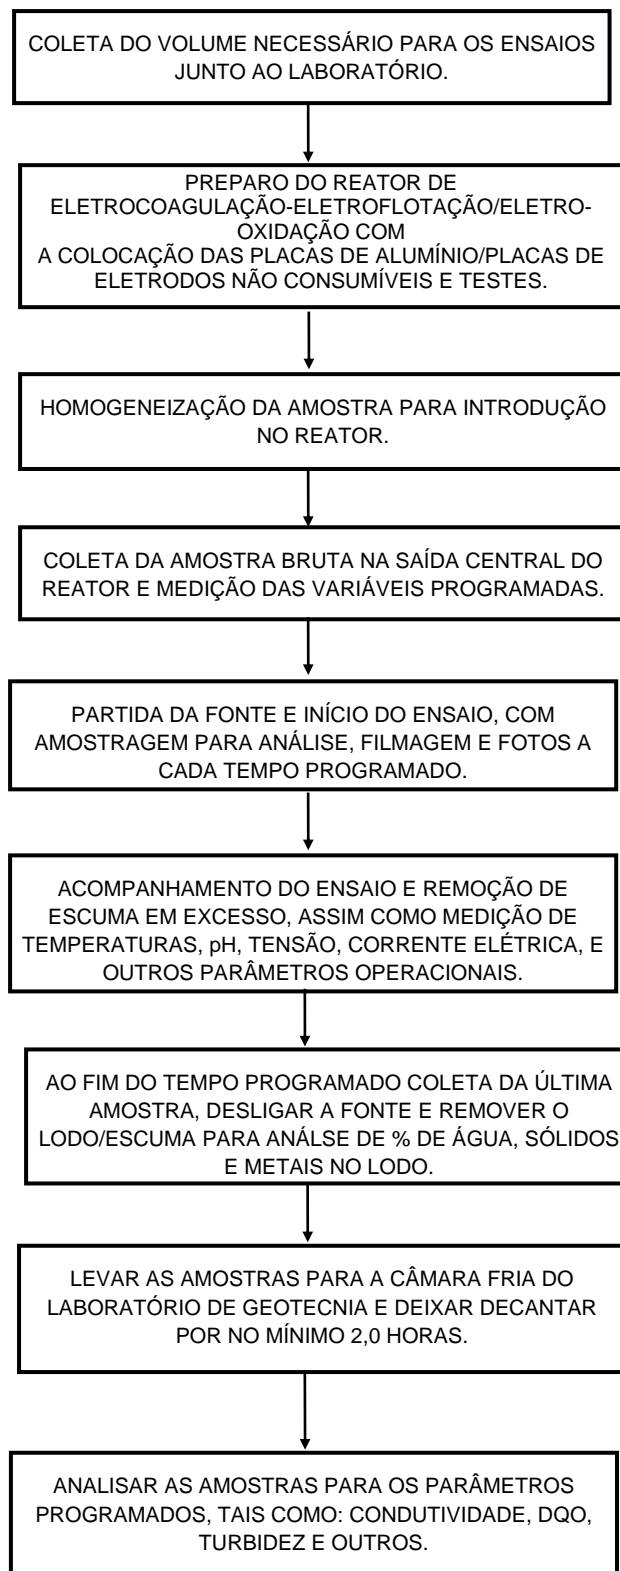 COLETA DO VOLUME NECESSÁRIO PARA OS ENSAIOS
JUNTO AO LABORATÓRIO.
PREPARO DO REATOR DE
ELETROCOAGULAÇÃO-ELETROFLOTAÇÃO/ELETRO-
OXIDAÇÃO COM
A COLOCAÇÃO DAS PLACAS DE ALUMÍNIO/PLACAS DE
ELETRODOS NÃO CONSUMÍVEIS E TESTES.
HOMOGENEIZAÇÃO DA AMOSTRA PARA INTRODUÇÃO
NO REATOR.
COLETA DA AMOSTRA BRUTA NA SAÍDA CENTRAL DO
REATOR E MEDIÇÃO DAS VARIÁVEIS PROGRAMADAS.
PARTIDA DA FONTE E INÍCIO DO ENSAIO, COM
AMOSTRAGEM PARA ANÁLISE, FILMAGEM E FOTOS A
CADA TEMPO PROGRAMADO.
ACOMPANHAMENTO DO ENSAIO E REMOÇÃO DE
ESCUMA EM EXCESSO, ASSIM COMO MEDIÇÃO DE
TEMPERATURAS, pH, TENSÃO, CORRENTE ELÉTRICA, E
OUTROS PARÂMETROS OPERACIONAIS.
AO FIM DO TEMPO PROGRAMADO COLETA DA ÚLTIMA
AMOSTRA, DESLIGAR A FONTE E REMOVER O
LODO/ESCUMA PARA ANÁLSE DE % DE ÁGUA, SÓLIDOS
E METAIS NO LODO.
LEVAR AS AMOSTRAS PARA A CÂMARA FRIA DO
LABORATÓRIO DE GEOTECNIA E DEIXAR DECANTAR
POR NO MÍNIMO 2,0 HORAS.
ANALISAR AS AMOSTRAS PARA OS PARÂMETROS
PROGRAMADOS, TAIS COMO: CONDUTIVIDADE, DQO,
TURBIDEZ E OUTROS.